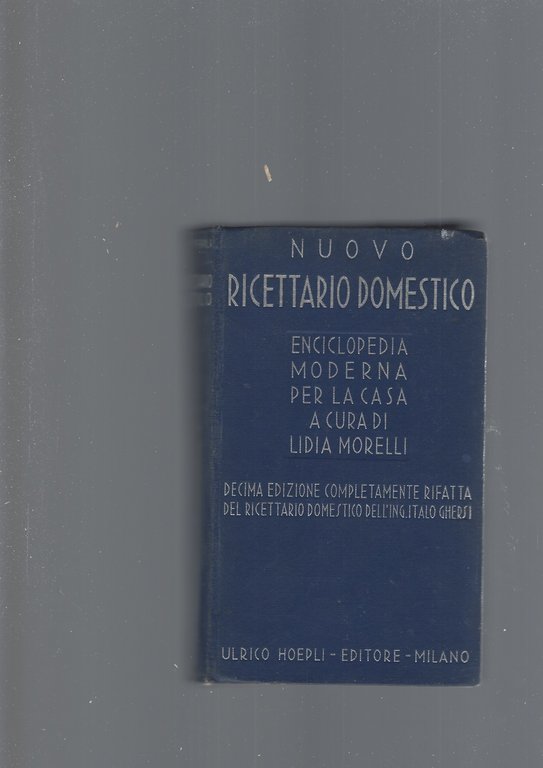 NUOVO
RICETTARIO DOMESTICO
ENCICLOPEDIA
MODERNA
PER LA CASA
A CURA DI
LIDIA MORELLI
DECIMA EDIZIONE COMPLETAMENTE RIFATTA
DEL RICETTARIO DOMESTICO DELL'ING. ITALO GHERSI
ULRICO HOEPLI - EDITORE - MILANO